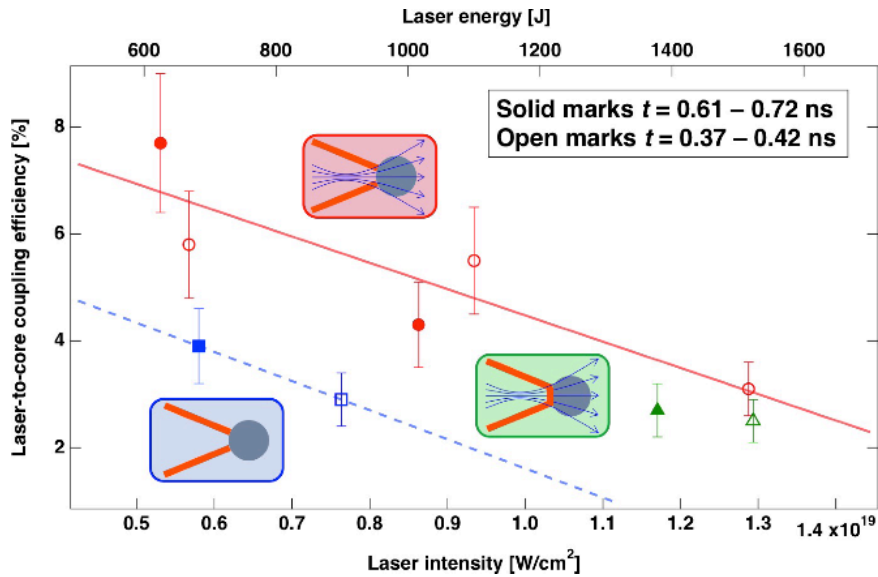 Laser energy [J]
600 800 1000 1200 1400 1600
Solid marks t = 0.61 – 0.72 ns
Open marks t = 0.37 – 0.42 ns
Laser-to-core coupling efficiency [%]
8
6
4
2
0.5 0.6 0.7 0.8 0.9 1.0 1.1 1.2 1.3 1.4 x10¹⁹
Laser intensity [W/cm²]